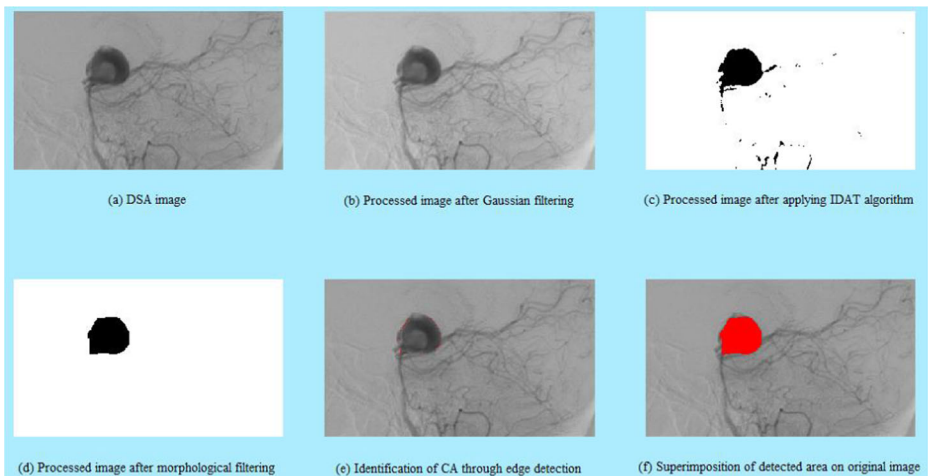 (a) DSA image
(b) Processed image after Gaussian filtering
(c) Processed image after applying IDAT algorithm
(d) Processed image after morphological filtering
(e) Identification of CA through edge detection
(f) Superimposition of detected area on original image